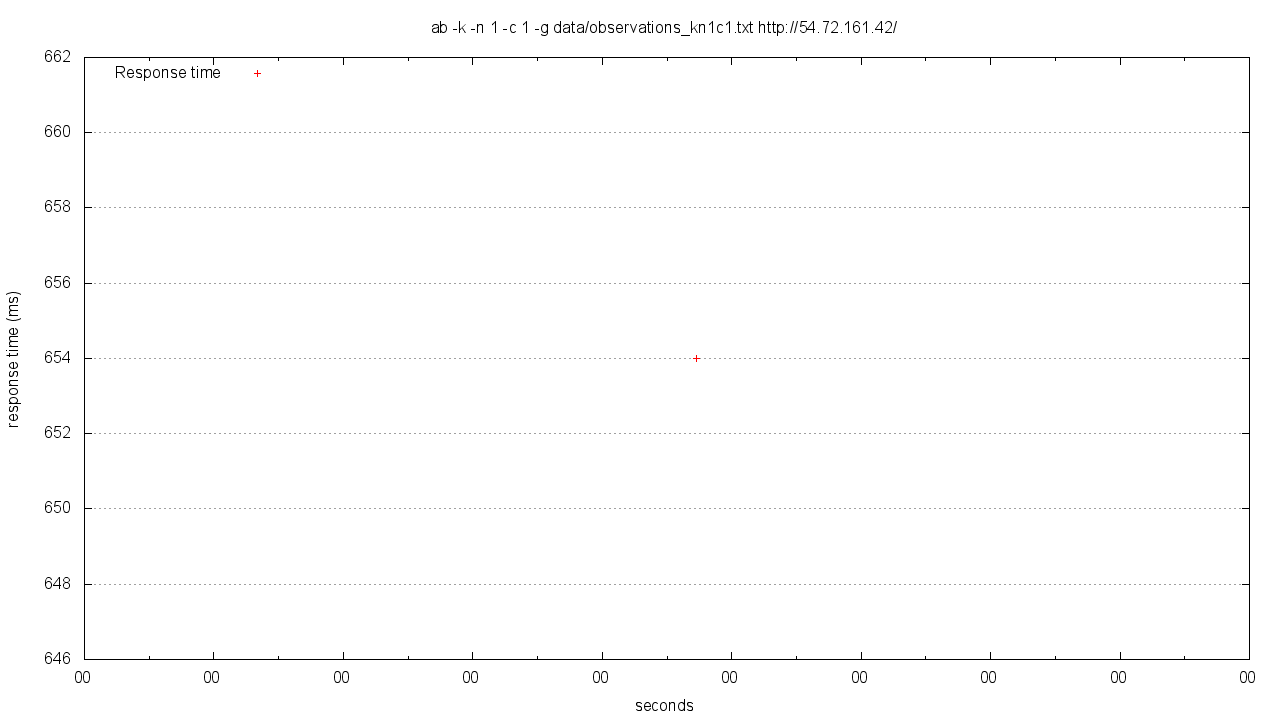 ab -k -n 1 -c 1 -g data/observations_kn1c1.txt http://54.72.161.42/
Response time
662
660
658
656
654
652
650
648
646
response time (ms)
00 00 00 00 00 00 00 00 00 00
seconds